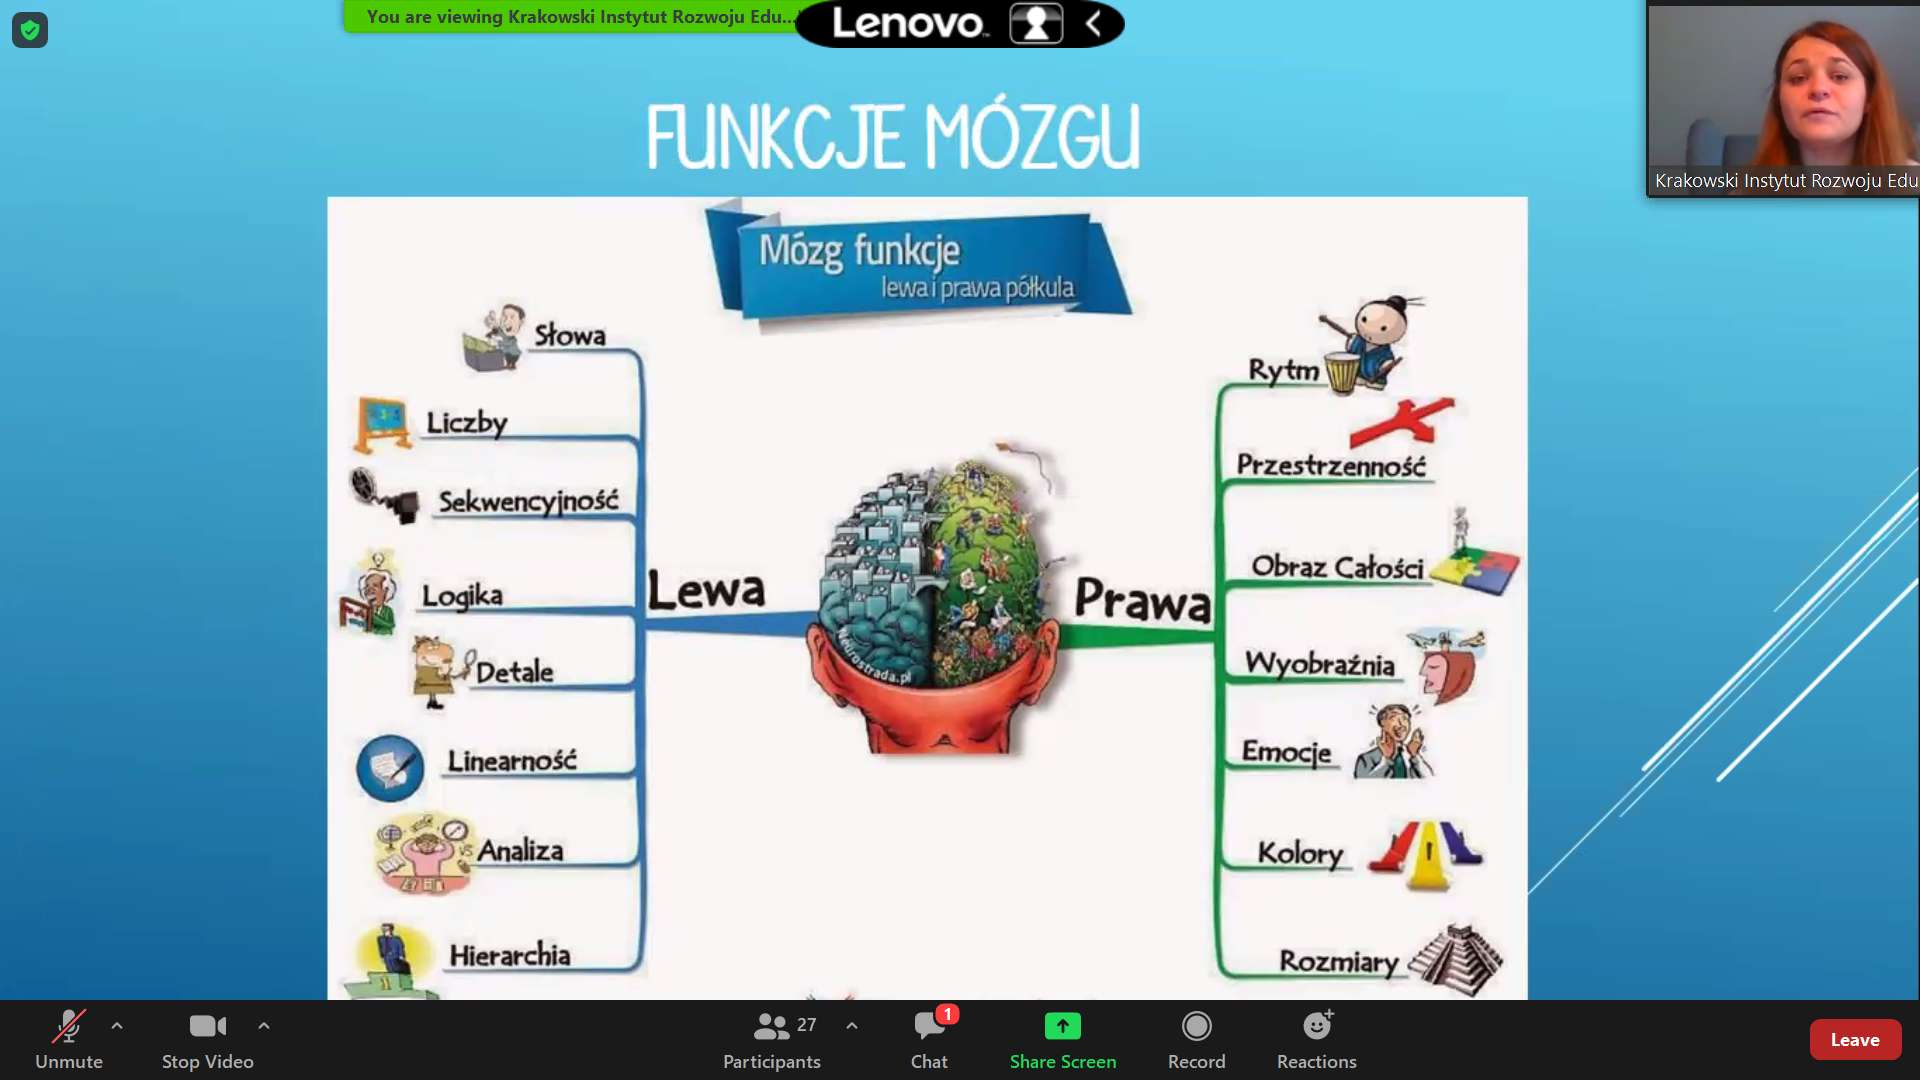 You are viewing Krakowski Instytut Rozwoju Edu...
Lenovo
Krakowski Instytut Rozwoju Edu
FUNKCJE MÓZGU
Mózg funkcje
lewa i prawa półkula
Słowa
Liczby
Sekwencyjność
Logika
Detale
Linearność
Analiza
Hierarchia
Lewa
Neurostrada.pl
Prawa
Rytm
Przestrzenność
Obraz Całości
Wyobraźnia
Emocje
Kolory
Rozmiary
Unmute
Stop Video
27
Participants
1
Chat
Share Screen
Record
Reactions
Leave